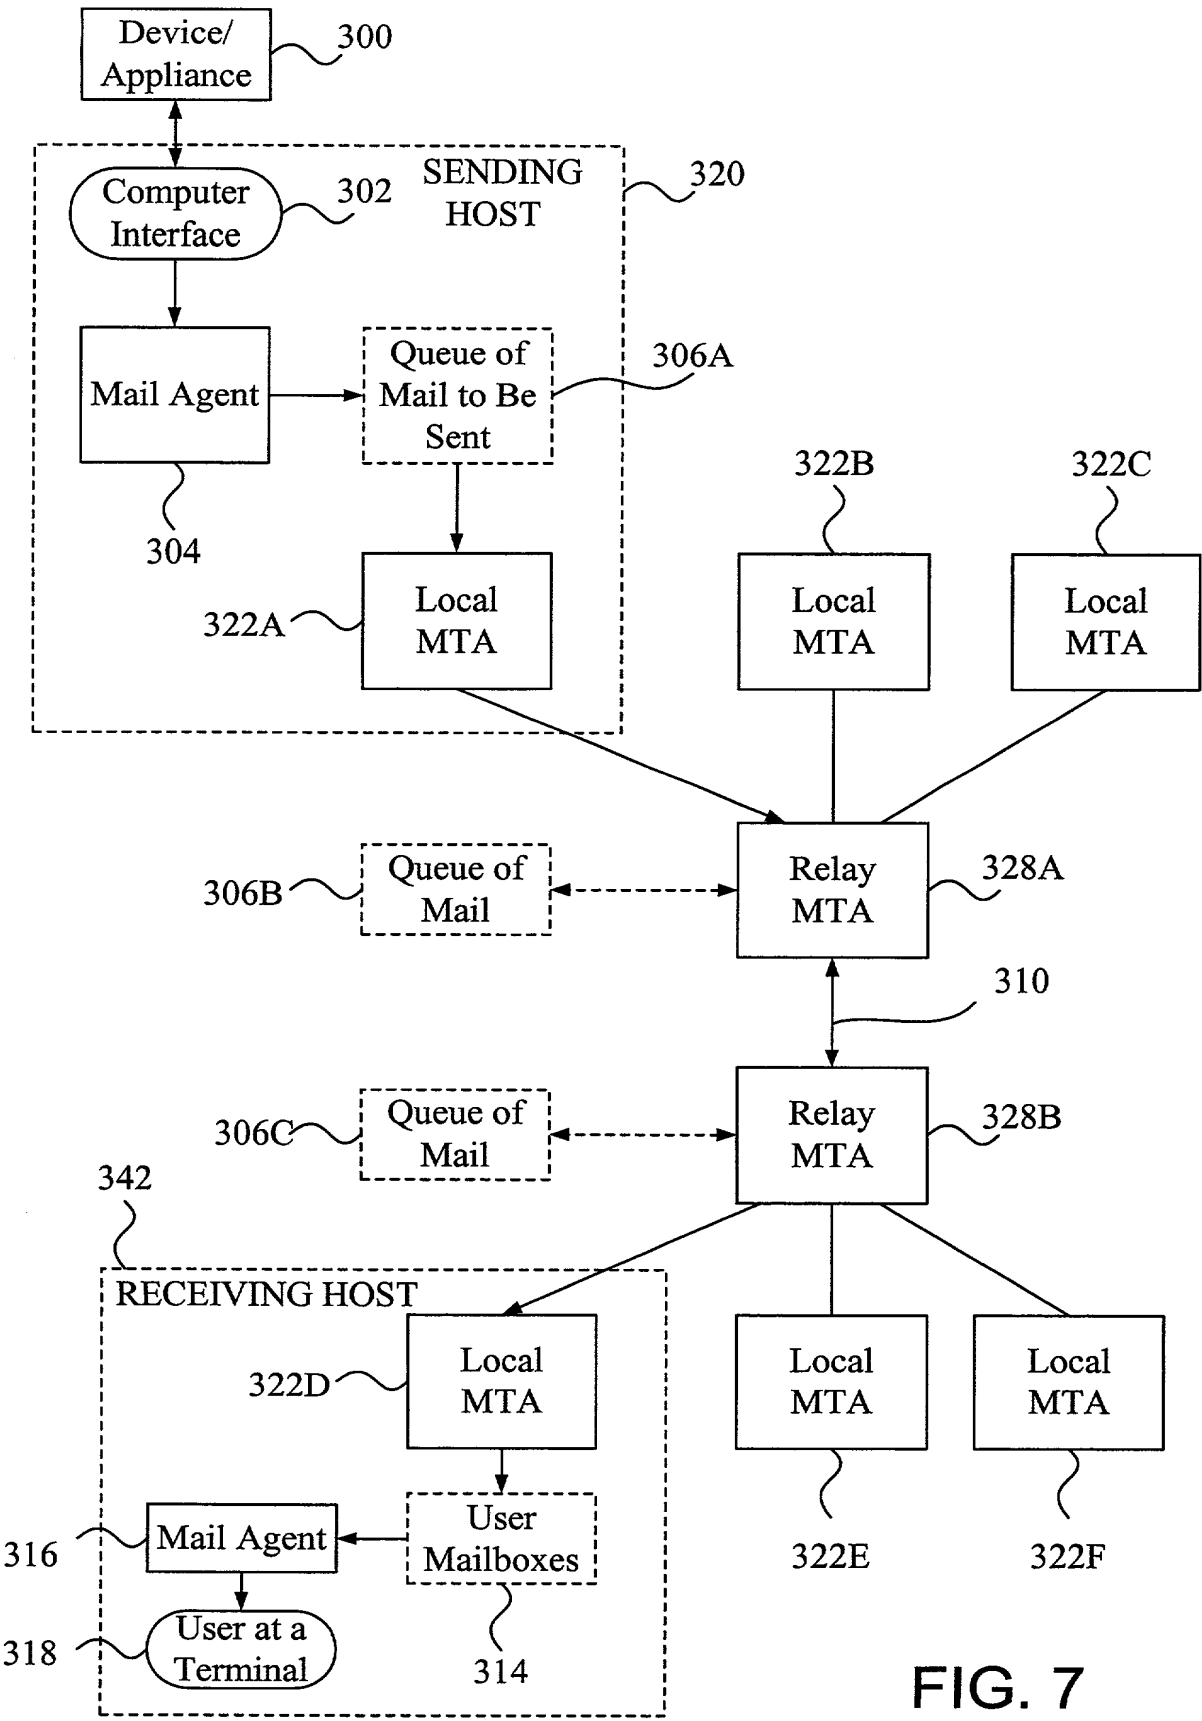 Device/
Appliance
300
SENDING
HOST
320
Computer
Interface
302
Mail Agent
304
Queue of
Mail to Be
Sent
306A
322A
Local
MTA
322B
Local
MTA
322C
Local
MTA
306B
Queue of
Mail
Relay
MTA
328A
310
306C
Queue of
Mail
Relay
MTA
328B
342
RECEIVING HOST
322D
Local
MTA
Local
MTA
322E
Local
MTA
322F
316
Mail Agent
User
Mailboxes
314
318
User at a
Terminal
FIG. 7